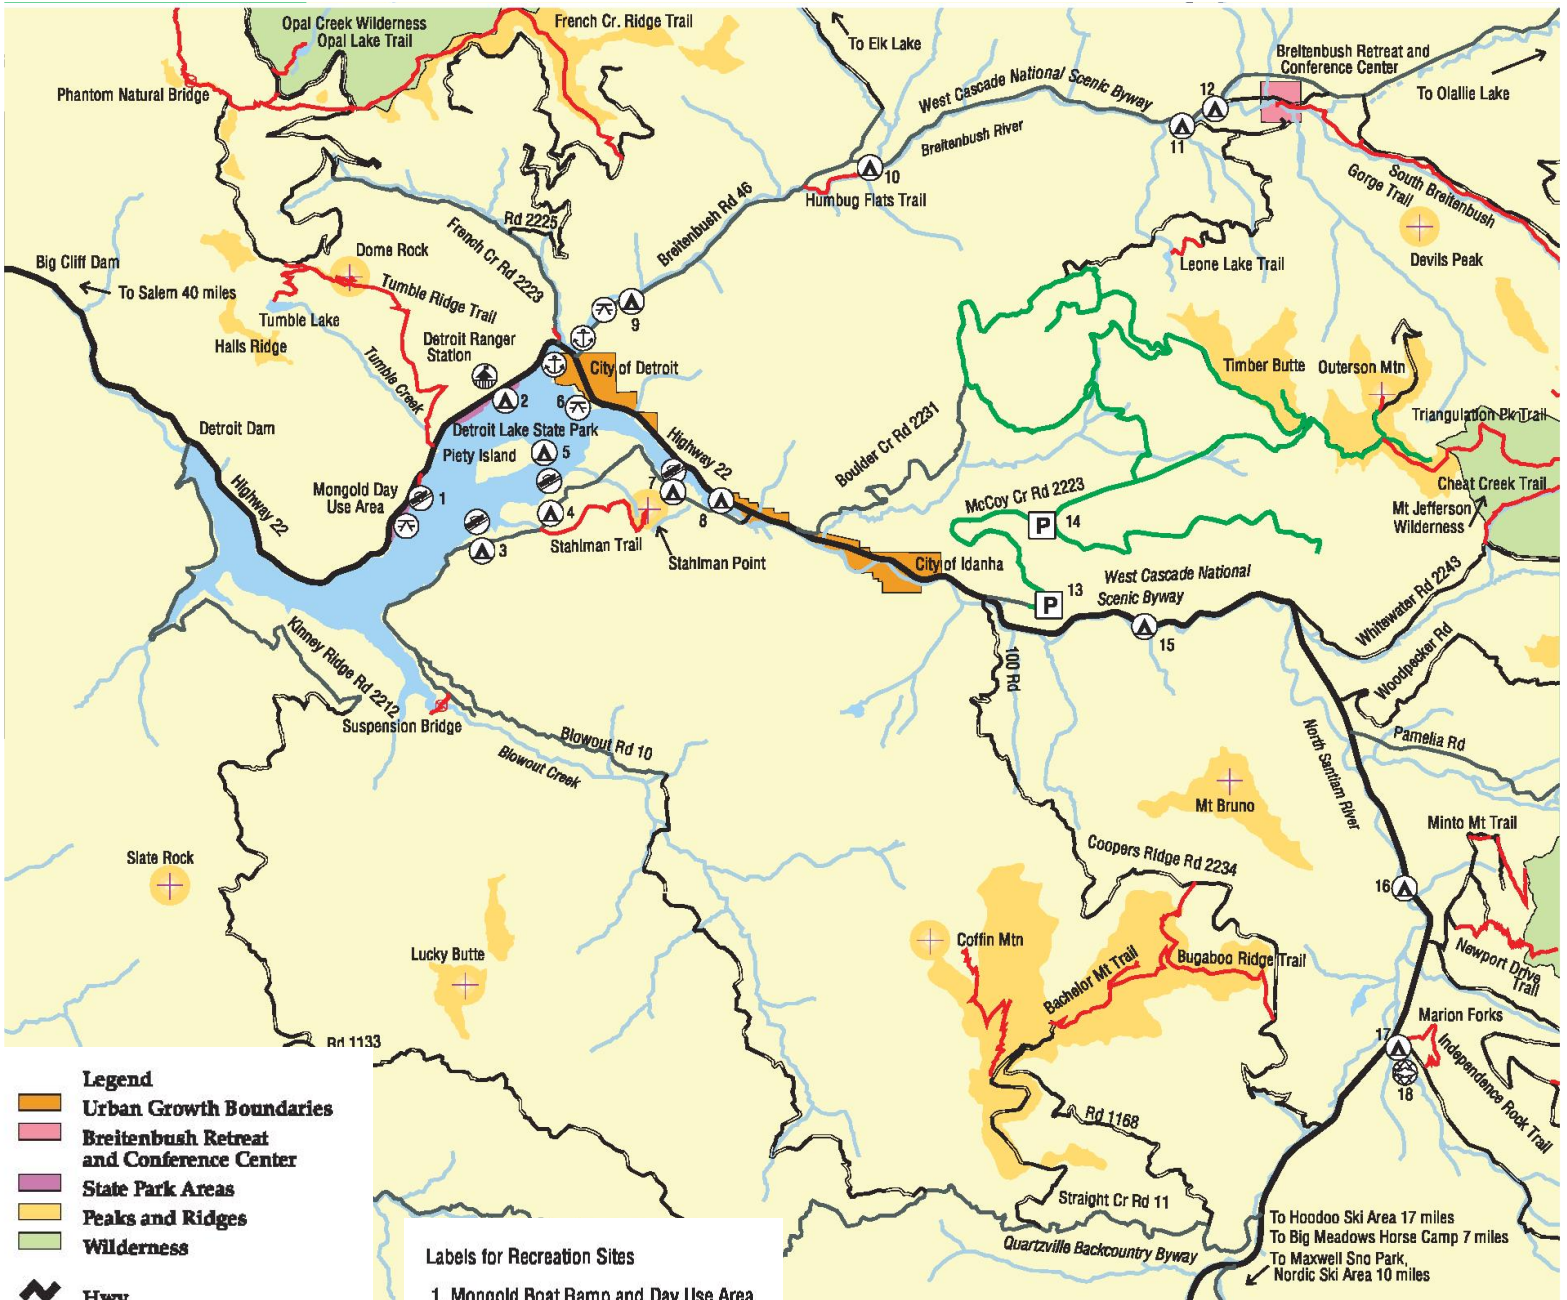 Opal Creek Wilderness
Opal Lake Trail
French Cr. Ridge Trail
To Elk Lake
Breitenbush Retreat and
Conference Center
To Olallie Lake
Phantom Natural Bridge
West Cascade National Scenic Byway
Breitenbush River
12
11
10
Humbug Flats Trail
South Breitenbush
Gorge Trail
Rd 2225
Breitenbush Rd 46
French Cr Rd 2223
Big Cliff Dam
To Salem 40 miles
Dome Rock
Tumble Ridge Trail
Leone Lake Trail
Devils Peak
Tumble Lake
Halls Ridge
Detroit Ranger
Station
9
Tumble Creek
City of Detroit
Timber Butte
Outerson Mtn
2
6
Triangulation Pk Trail
Detroit Dam
Detroit Lake State Park
Piety Island
5
Highway 22
Boulder Cr Rd 2231
Highway 22
Mongold Day
Use Area
1
7
8
4
3
Stahlman Trail
Stahlman Point
McCoy Cr Rd 2223
P
14
Cheat Creek Trail
Mt Jefferson
Wilderness
City of Idanha
P
13
West Cascade National
Scenic Byway
15
Whitewater Rd 2243
Woodpecker Rd
Kinney Ridge Rd 2212
Suspension Bridge
100 Rd
Blowout Rd 10
Blowout Creek
North Santiam River
Pamelia Rd
Mt Bruno
Minto Mt Trail
Slate Rock
Coopers Ridge Rd 2234
16
Lucky Butte
Coffin Mtn
Bachelor Mt Trail
Bugaboo Ridge Trail
Newport Drive
Trail
Marion Forks
17
18
Independence Rock Trail
Rd 1133
Rd 1168
Straight Cr Rd 11
Quartzville Backcountry Byway
To Hoodoo Ski Area 17 miles
To Big Meadows Horse Camp 7 miles
To Maxwell Sno Park,
Nordic Ski Area 10 miles
Legend
Urban Growth Boundaries
Breitenbush Retreat
and Conference Center
State Park Areas
Peaks and Ridges
Wilderness
Hwy
Labels for Recreation Sites
1 Mongold Boat Ramp and Day Use Area